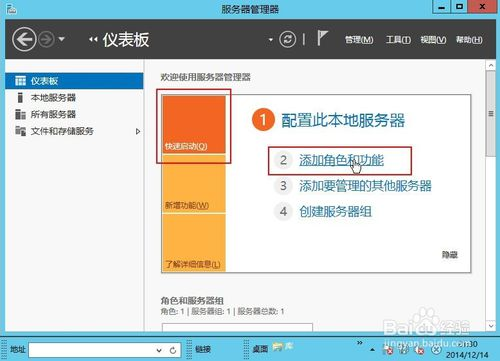 服务器管理器
仪表板
管理(M) 工具(T) 视图(V) 帮助(H)
仪表板
本地服务器
所有服务器
文件和存储服务
欢迎使用服务器管理器
快速启动(Q)
新增功能(W)
了解详细信息(L)
1 配置此本地服务器
2 添加角色和功能
3 添加要管理的其他服务器
4 创建服务器组
隐藏
角色和服务器组
角色: 1 | 服务器组: 1 | 服务器总数: 1
地址
链接
桌面
库
2014/12/14
Baidu 经验
jingyan.baidu.com